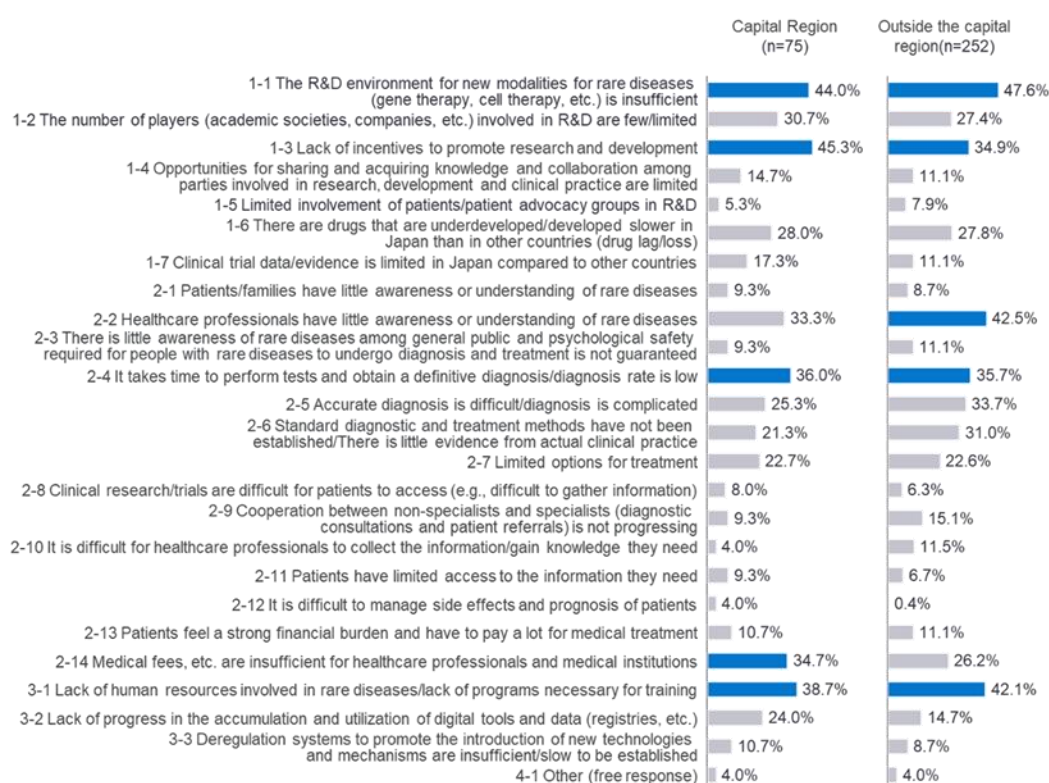 Capital Region
(n=75)
Outside the capital
region(n=252)
1-1 The R&D environment for new modalities for rare diseases
(gene therapy, cell therapy, etc.) is insufficient
44.0%
47.6%
1-2 The number of players (academic societies, companies, etc.) involved in R&D are few/limited
30.7%
27.4%
1-3 Lack of incentives to promote research and development
45.3%
34.9%
1-4 Opportunities for sharing and acquiring knowledge and collaboration among
parties involved in research, development and clinical practice are limited
14.7%
11.1%
1-5 Limited involvement of patients/patient advocacy groups in R&D
5.3%
7.9%
1-6 There are drugs that are underdeveloped/developed slower in
Japan than in other countries (drug lag/loss)
28.0%
27.8%
1-7 Clinical trial data/evidence is limited in Japan compared to other countries
17.3%
11.1%
2-1 Patients/families have little awareness or understanding of rare diseases
9.3%
8.7%
2-2 Healthcare professionals have little awareness or understanding of rare diseases
33.3%
42.5%
2-3 There is little awareness of rare diseases among general public and psychological safety
required for people with rare diseases to undergo diagnosis and treatment is not guaranteed
9.3%
11.1%
2-4 It takes time to perform tests and obtain a definitive diagnosis/diagnosis rate is low
36.0%
35.7%
2-5 Accurate diagnosis is difficult/diagnosis is complicated
25.3%
33.7%
2-6 Standard diagnostic and treatment methods have not been
established/There is little evidence from actual clinical practice
21.3%
31.0%
2-7 Limited options for treatment
22.7%
22.6%
2-8 Clinical research/trials are difficult for patients to access (e.g., difficult to gather information)
8.0%
6.3%
2-9 Cooperation between non-specialists and specialists (diagnostic
consultations and patient referrals) is not progressing
9.3%
15.1%
2-10 It is difficult for healthcare professionals to collect the information/gain knowledge they need
4.0%
11.5%
2-11 Patients have limited access to the information they need
9.3%
6.7%
2-12 It is difficult to manage side effects and prognosis of patients
4.0%
0.4%
2-13 Patients feel a strong financial burden and have to pay a lot for medical treatment
10.7%
11.1%
2-14 Medical fees, etc. are insufficient for healthcare professionals and medical institutions
34.7%
26.2%
3-1 Lack of human resources involved in rare diseases/lack of programs necessary for training
38.7%
42.1%
3-2 Lack of progress in the accumulation and utilization of digital tools and data (registries, etc.)
24.0%
14.7%
3-3 Deregulation systems to promote the introduction of new technologies
and mechanisms are insufficient/slow to be established
10.7%
8.7%
4-1 Other (free response)
4.0%
4.0%